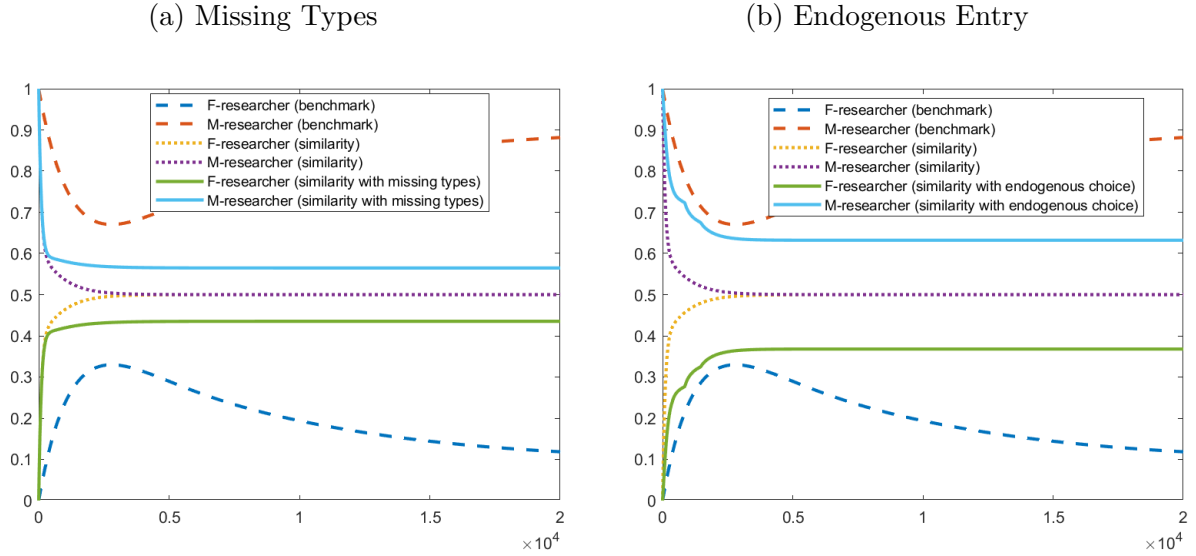 (a) Missing Types
1
0.9
0.8
0.7
0.6
0.5
0.4
0.3
0.2
0.1
0
F-researcher (benchmark)
M-researcher (benchmark)
F-researcher (similarity)
M-researcher (similarity)
F-researcher (similarity with missing types)
M-researcher (similarity with missing types)
0 0.5 1 1.5 2
×10⁴
(b) Endogenous Entry
1
0.9
0.8
0.7
0.6
0.5
0.4
0.3
0.2
0.1
0
F-researcher (benchmark)
M-researcher (benchmark)
F-researcher (similarity)
M-researcher (similarity)
F-researcher (similarity with endogenous choice)
M-researcher (similarity with endogenous choice)
0 0.5 1 1.5 2
×10⁴